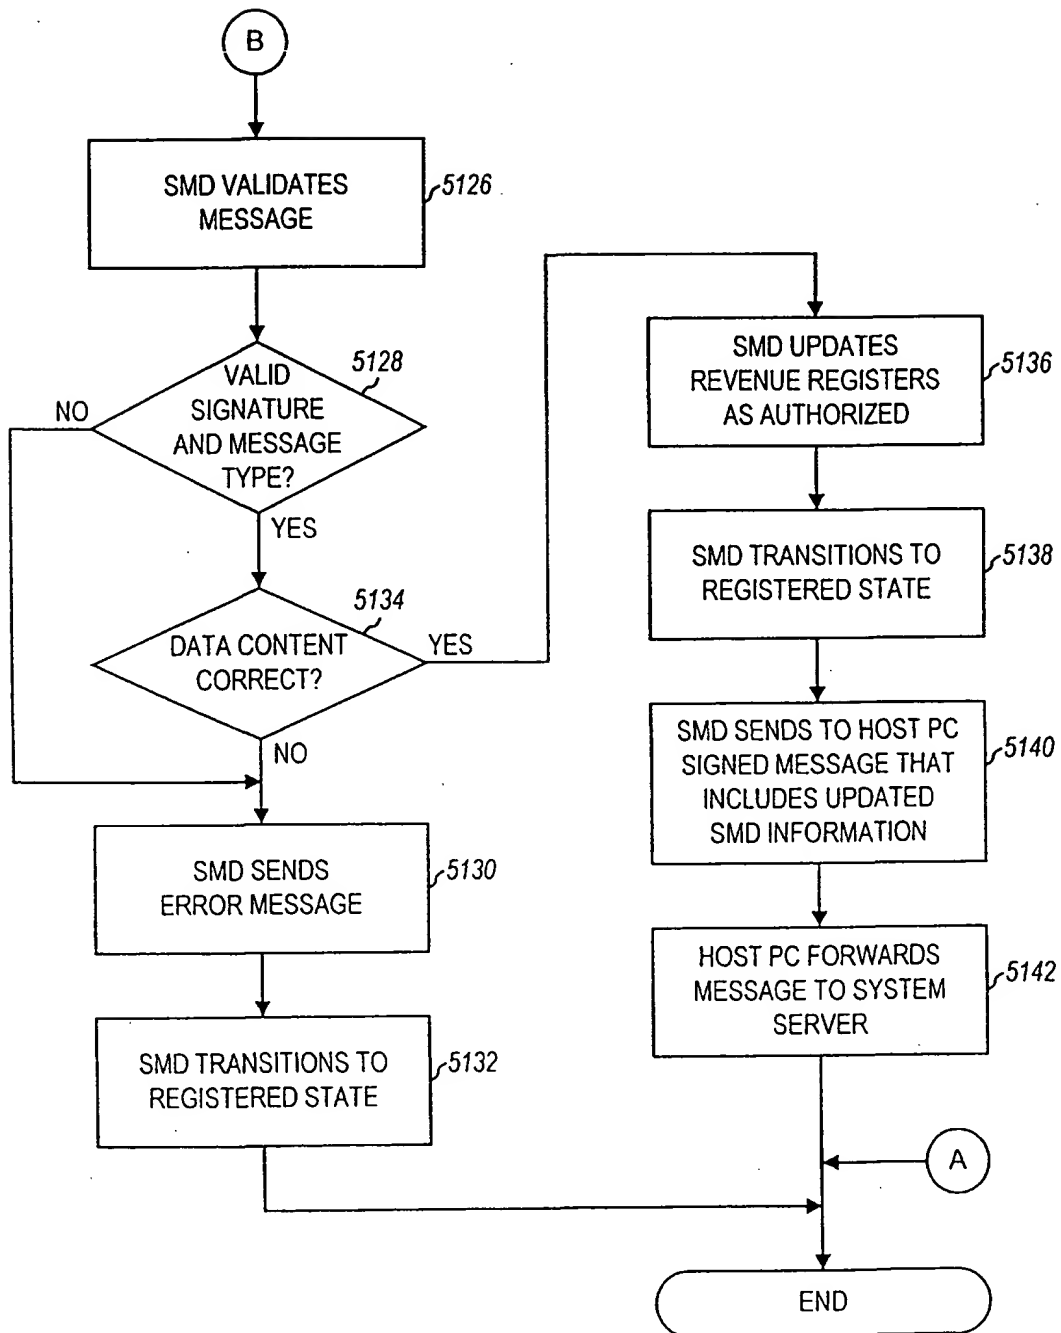 B
SMD VALIDATES
MESSAGE
5126
VALID
SIGNATURE
AND MESSAGE
TYPE?
5128
NO
YES
DATA CONTENT
CORRECT?
5134
YES
NO
SMD SENDS
ERROR MESSAGE
5130
SMD TRANSITIONS TO
REGISTERED STATE
5132
SMD UPDATES
REVENUE REGISTERS
AS AUTHORIZED
5136
SMD TRANSITIONS TO
REGISTERED STATE
5138
SMD SENDS TO HOST PC
SIGNED MESSAGE THAT
INCLUDES UPDATED
SMD INFORMATION
5140
HOST PC FORWARDS
MESSAGE TO SYSTEM
SERVER
5142
A
END